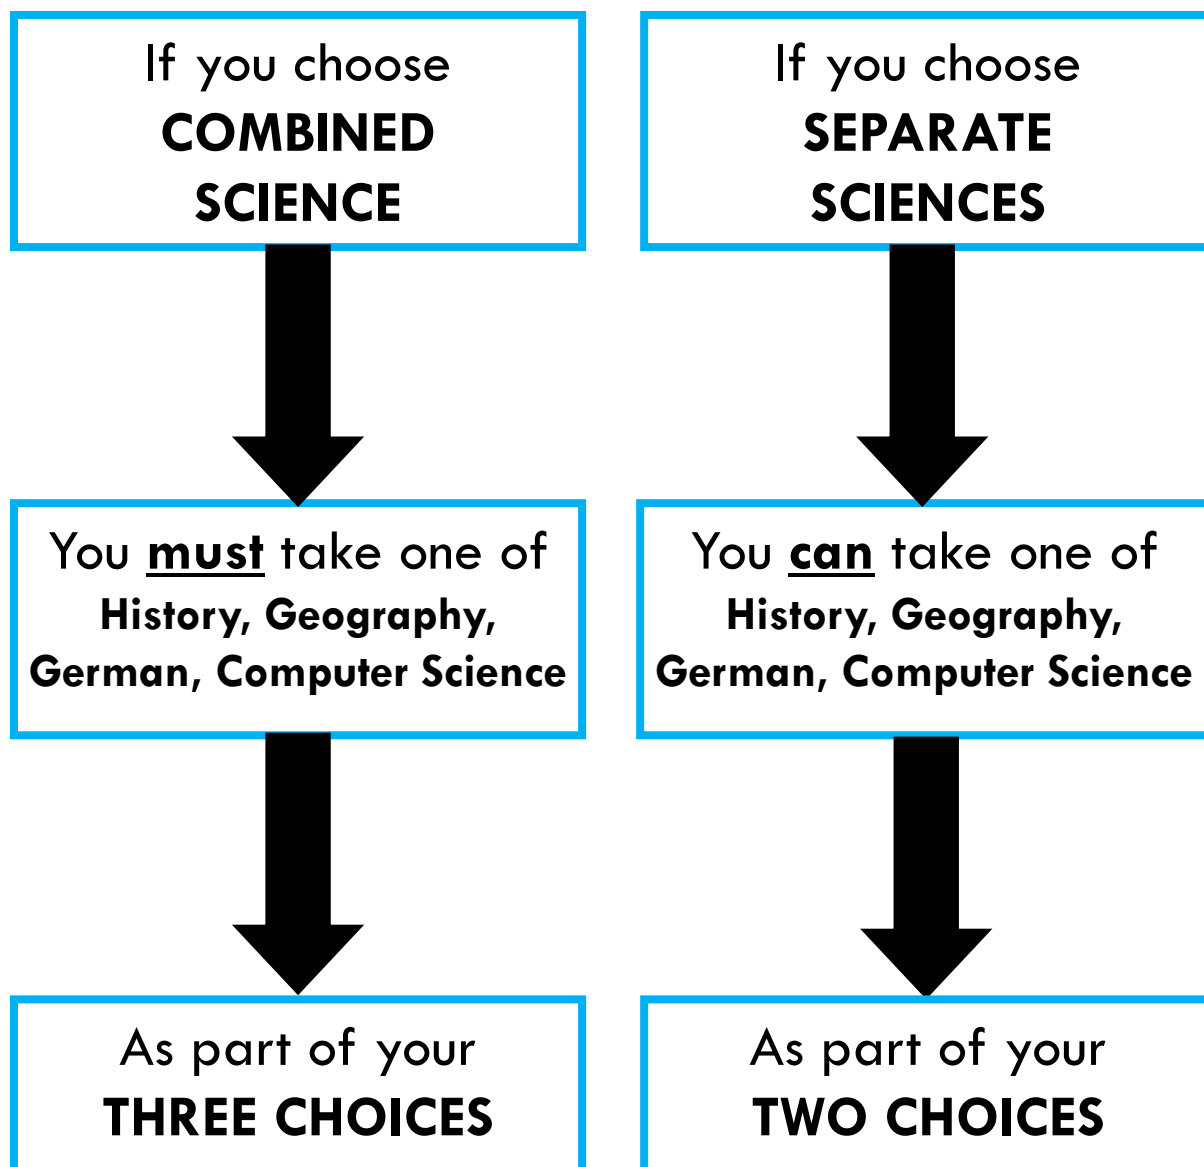 If you choose
COMBINED
SCIENCE
You must take one of
History, Geography,
German, Computer Science
As part of your
THREE CHOICES
If you choose
SEPARATE
SCIENCES
You can take one of
History, Geography,
German, Computer Science
As part of your
TWO CHOICES